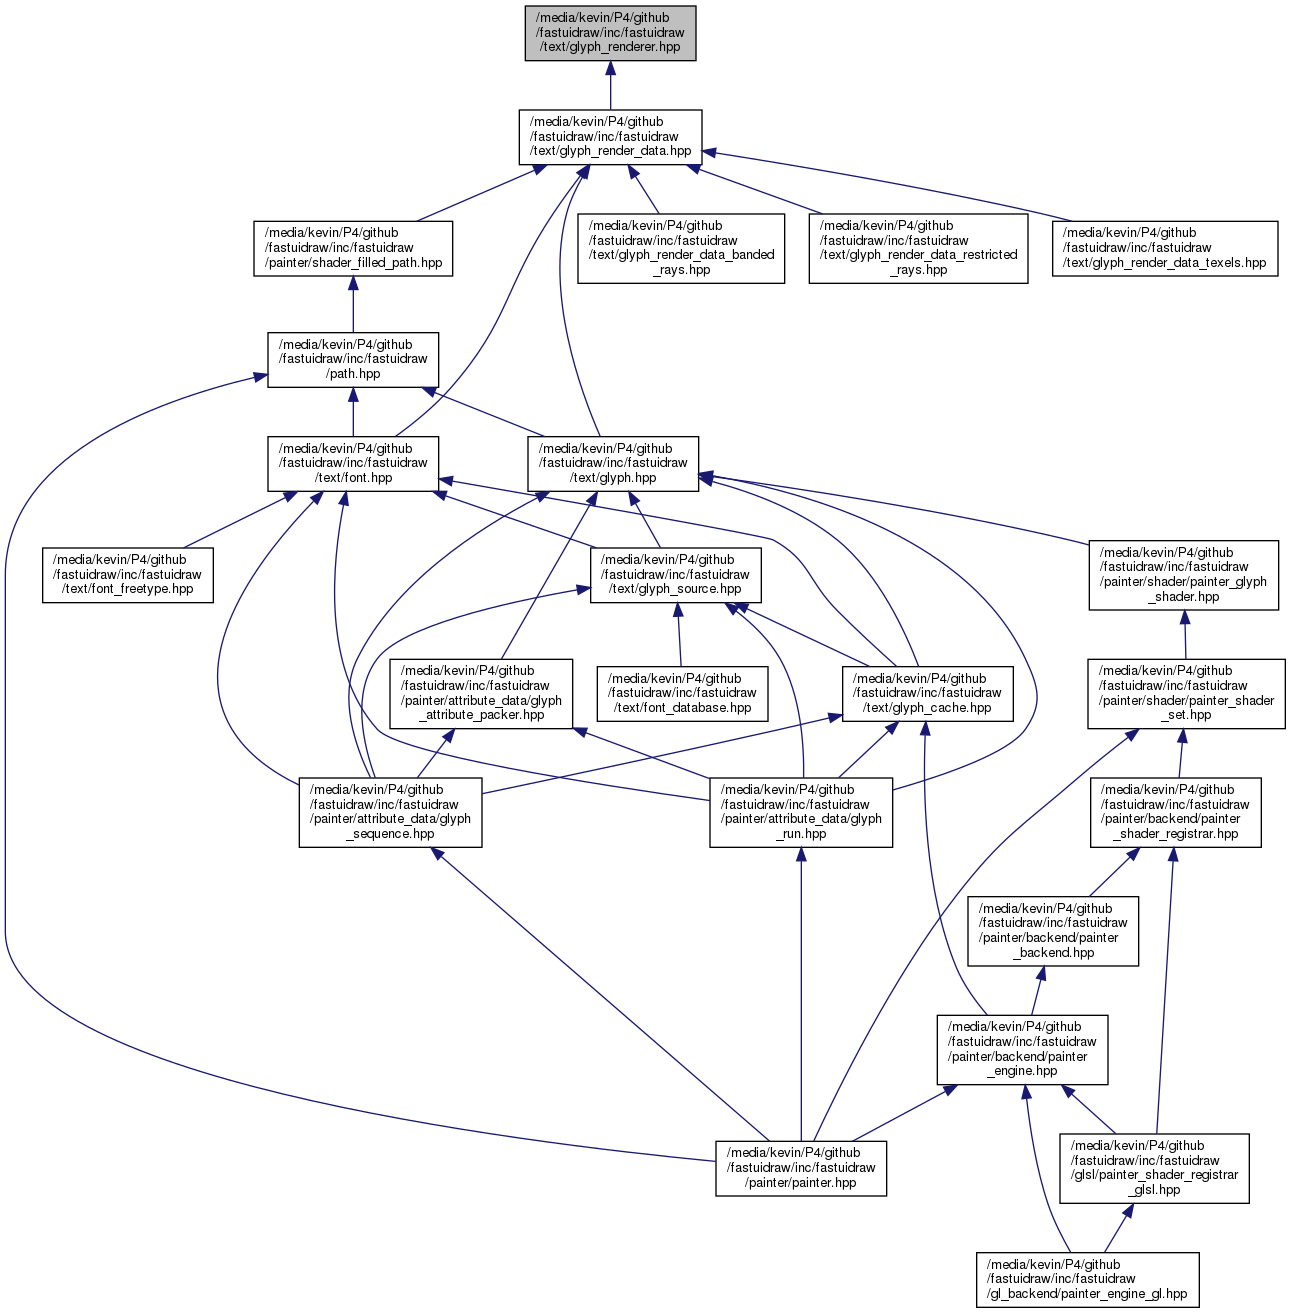 /media/kevin/P4/github
/fastuidraw/inc/fastuidraw
/text/glyph_renderer.hpp
/media/kevin/P4/github
/fastuidraw/inc/fastuidraw
/text/glyph_render_data.hpp
/media/kevin/P4/github
/fastuidraw/inc/fastuidraw
/painter/shader_filled_path.hpp
/media/kevin/P4/github
/fastuidraw/inc/fastuidraw
/text/glyph_render_data_banded
_rays.hpp
/media/kevin/P4/github
/fastuidraw/inc/fastuidraw
/text/glyph_render_data_restricted
_rays.hpp
/media/kevin/P4/github
/fastuidraw/inc/fastuidraw
/text/glyph_render_data_texels.hpp
/media/kevin/P4/github
/fastuidraw/inc/fastuidraw
/path.hpp
/media/kevin/P4/github
/fastuidraw/inc/fastuidraw
/text/font.hpp
/media/kevin/P4/github
/fastuidraw/inc/fastuidraw
/text/glyph.hpp
/media/kevin/P4/github
/fastuidraw/inc/fastuidraw
/text/font_freetype.hpp
/media/kevin/P4/github
/fastuidraw/inc/fastuidraw
/text/glyph_source.hpp
/media/kevin/P4/github
/fastuidraw/inc/fastuidraw
/painter/shader/painter_glyph
_shader.hpp
/media/kevin/P4/github
/fastuidraw/inc/fastuidraw
/painter/attribute_data/glyph
_attribute_packer.hpp
/media/kevin/P4/github
/fastuidraw/inc/fastuidraw
/text/font_database.hpp
/media/kevin/P4/github
/fastuidraw/inc/fastuidraw
/text/glyph_cache.hpp
/media/kevin/P4/github
/fastuidraw/inc/fastuidraw
/painter/shader/painter_shader
_set.hpp
/media/kevin/P4/github
/fastuidraw/inc/fastuidraw
/painter/attribute_data/glyph
_sequence.hpp
/media/kevin/P4/github
/fastuidraw/inc/fastuidraw
/painter/attribute_data/glyph
_run.hpp
/media/kevin/P4/github
/fastuidraw/inc/fastuidraw
/painter/backend/painter
_shader_registrar.hpp
/media/kevin/P4/github
/fastuidraw/inc/fastuidraw
/painter/backend/painter
_backend.hpp
/media/kevin/P4/github
/fastuidraw/inc/fastuidraw
/painter/backend/painter
_engine.hpp
/media/kevin/P4/github
/fastuidraw/inc/fastuidraw
/painter/painter.hpp
/media/kevin/P4/github
/fastuidraw/inc/fastuidraw
/glsl/painter_shader_registrar
_glsl.hpp
/media/kevin/P4/github
/fastuidraw/inc/fastuidraw
/gl_backend/painter_engine_gl.hpp